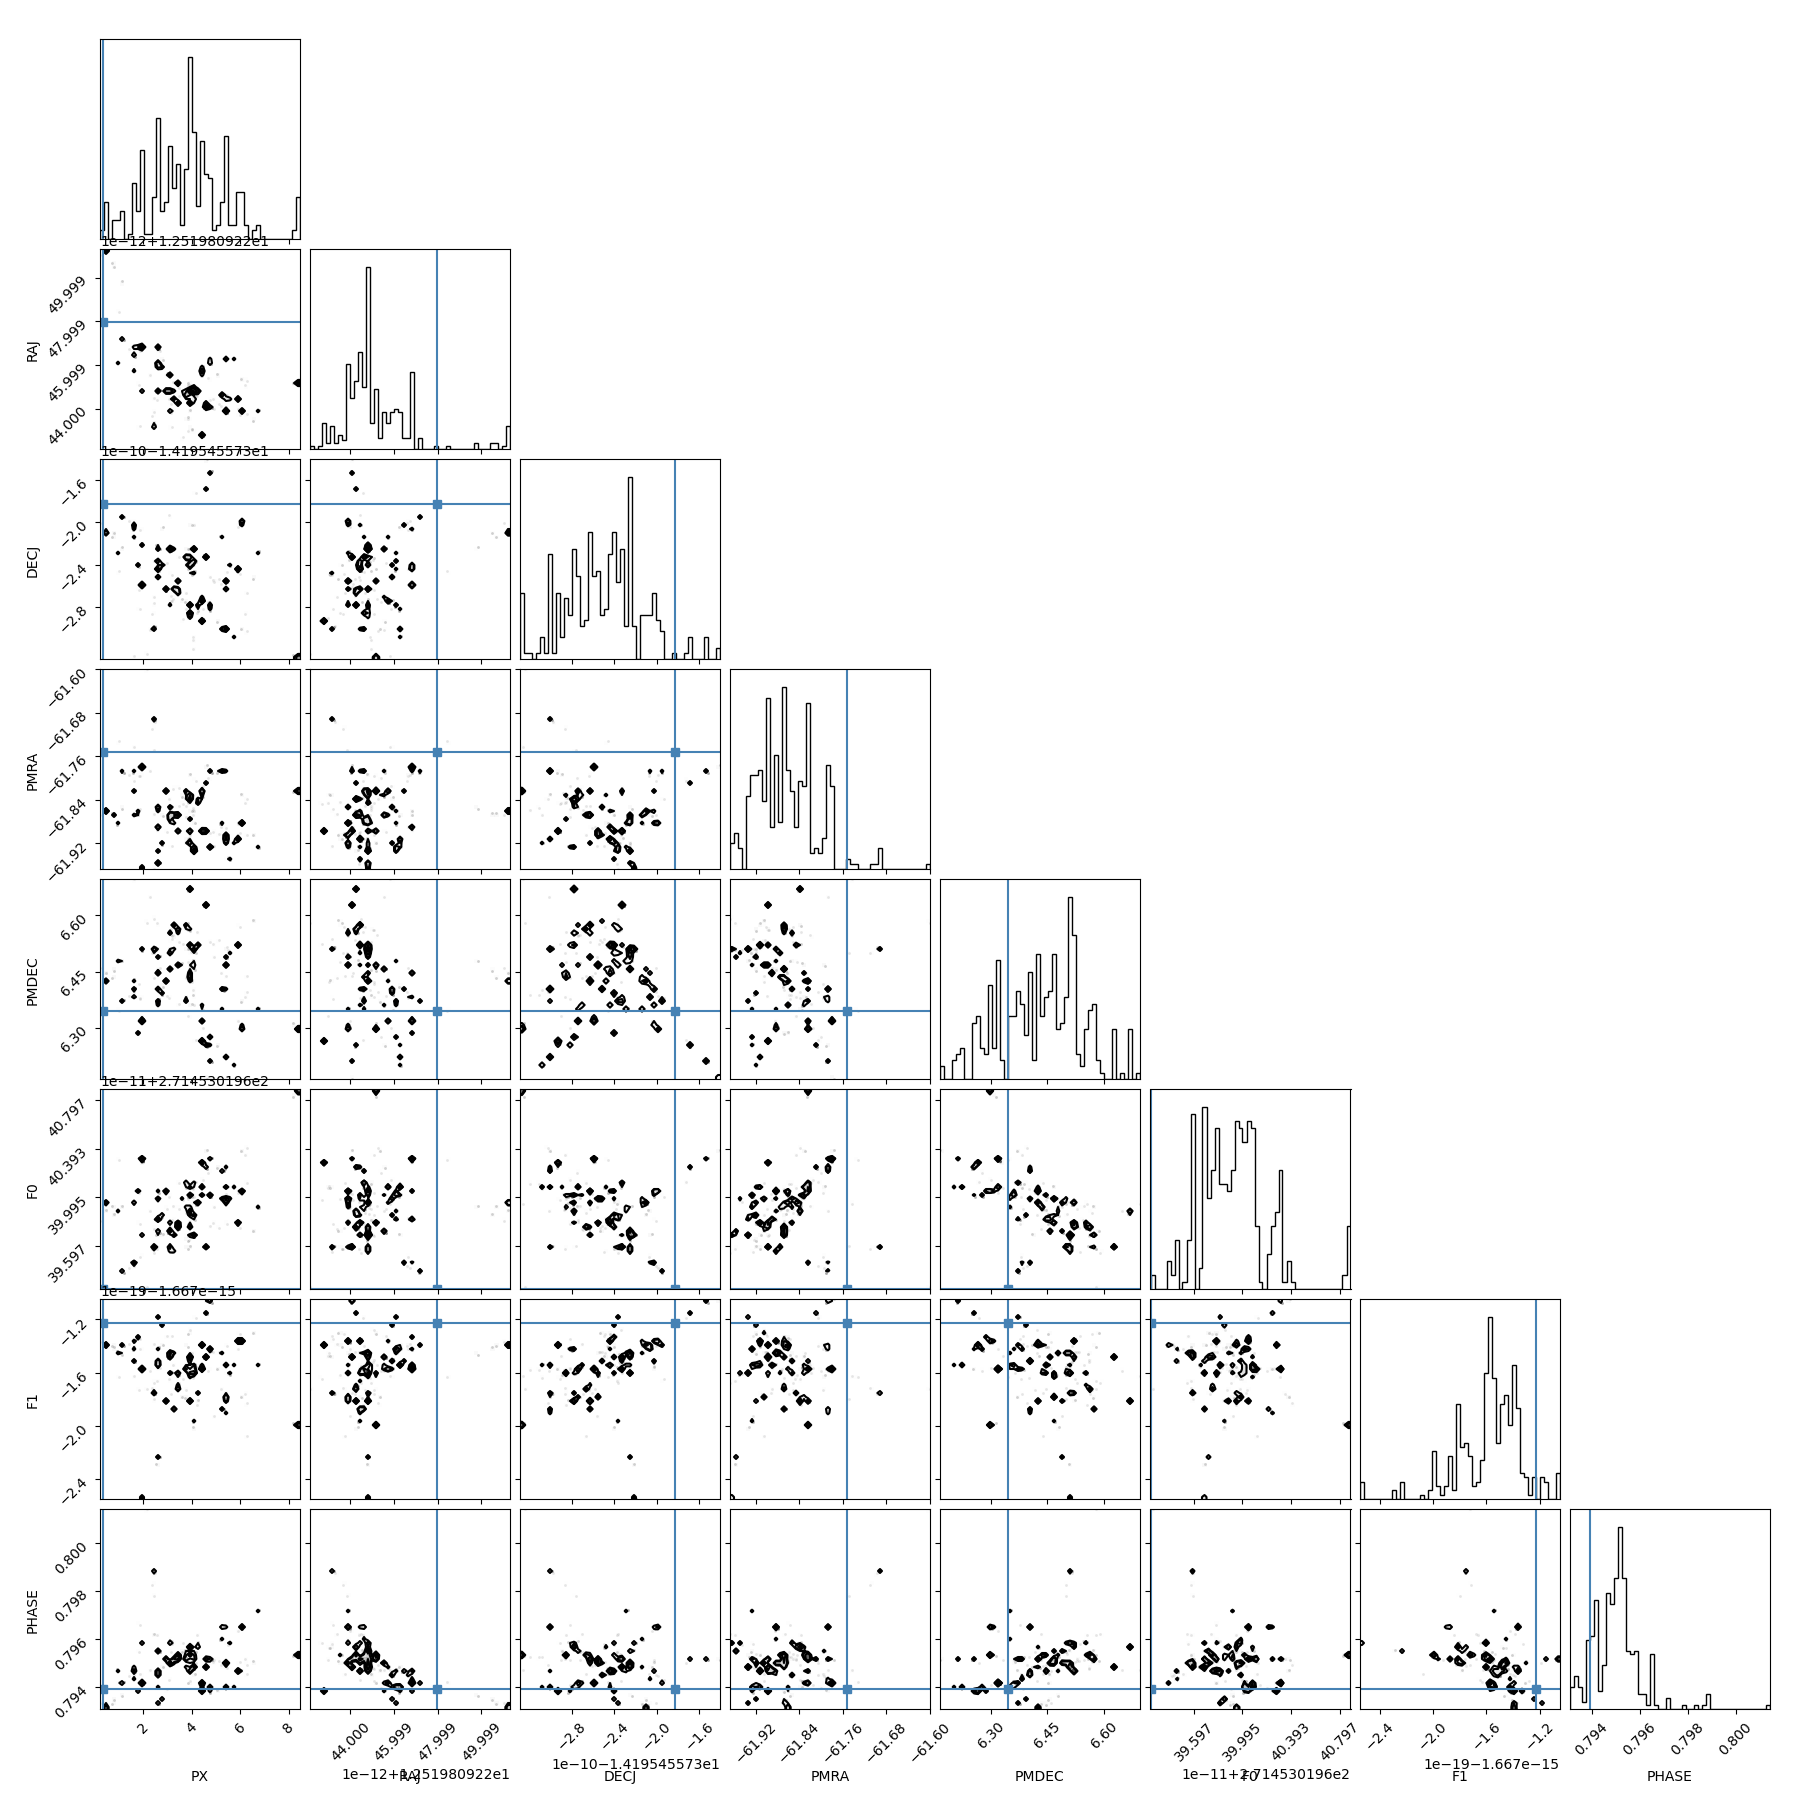 1e−12+1.251980922e1
49.999
47.999
45.999
44.000
RAJ
1e−10−1.419545573e1
−1.6
−2.0
−2.4
−2.8
DECJ
−61.60
−61.68
−61.76
−61.84
−61.92
PMRA
6.60
6.45
6.30
PMDEC
1e−11+2.714530196e2
40.797
40.393
39.995
39.597
F0
1e−19−1.667e−15
−1.2
−1.6
−2.0
−2.4
F1
0.800
0.798
0.796
0.794
PHASE
2 4 6 8
44.000 45.999 47.999 49.999
−2.8 −2.4 −2.0 −1.6
−61.92 −61.84 −61.76 −61.68 −61.60
6.30 6.45 6.60
39.597 39.995 40.393 40.797
−2.4 −2.0 −1.6 −1.2
0.794 0.796 0.798 0.800
1e−12+1.251980922e1 1e−10−1.419545573e1 1e−11+2.714530196e2 1e−19−1.667e−15
PX RAJ DECJ PMRA PMDEC F0 F1 PHASE